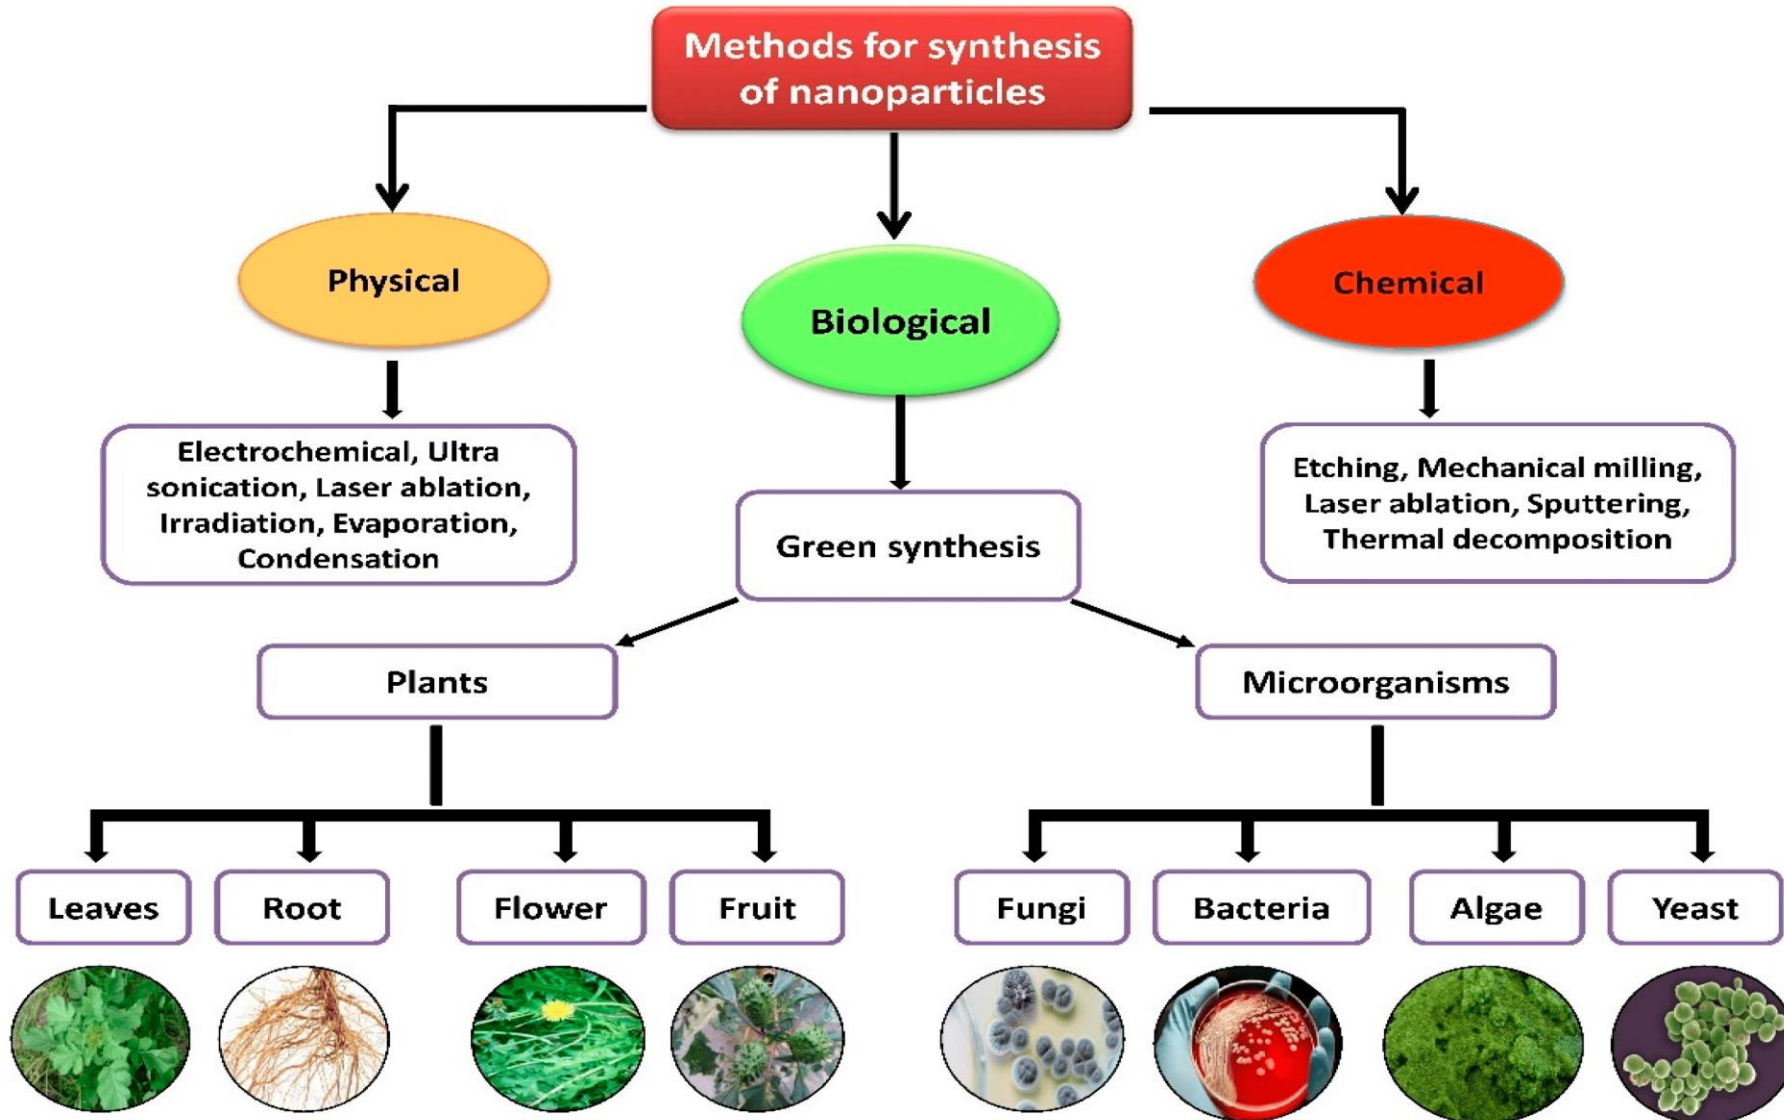 Methods for synthesis
of nanoparticles
Physical
Biological
Chemical
Electrochemical, Ultra
sonication, Laser ablation,
Irradiation, Evaporation,
Condensation
Green synthesis
Etching, Mechanical milling,
Laser ablation, Sputtering,
Thermal decomposition
Plants
Microorganisms
Leaves
Root
Flower
Fruit
Fungi
Bacteria
Algae
Yeast